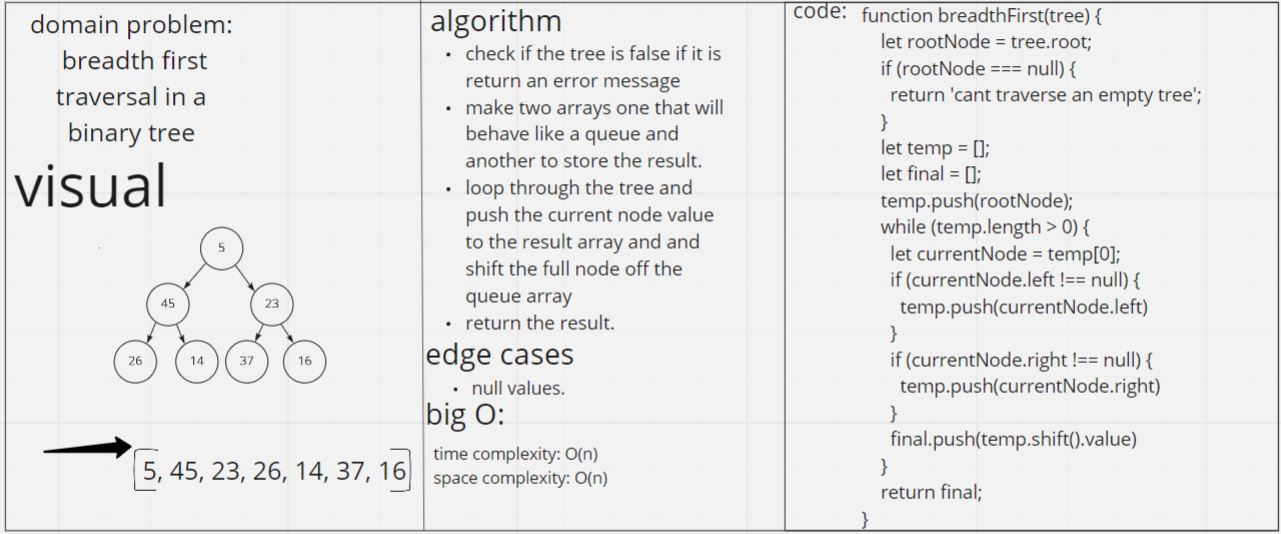 domain problem:
breadth first
traversal in a
binary tree
visual
5
45
23
26
14
37
16
5, 45, 23, 26, 14, 37, 16
algorithm
• check if the tree is false if it is
return an error message
• make two arrays one that will
behave like a queue and
another to store the result.
• loop through the tree and
push the current node value
to the result array and and
shift the full node off the
queue array
• return the result.
edge cases
• null values.
big O:
time complexity: O(n)
space complexity: O(n)
code:
function breadthFirst(tree) {
let rootNode = tree.root;
if (rootNode === null) {
return 'cant traverse an empty tree';
}
let temp = [];
let final = [];
temp.push(rootNode);
while (temp.length > 0) {
let currentNode = temp[0];
if (currentNode.left !== null) {
temp.push(currentNode.left)
}
if (currentNode.right !== null) {
temp.push(currentNode.right)
}
final.push(temp.shift().value)
}
return final;
}